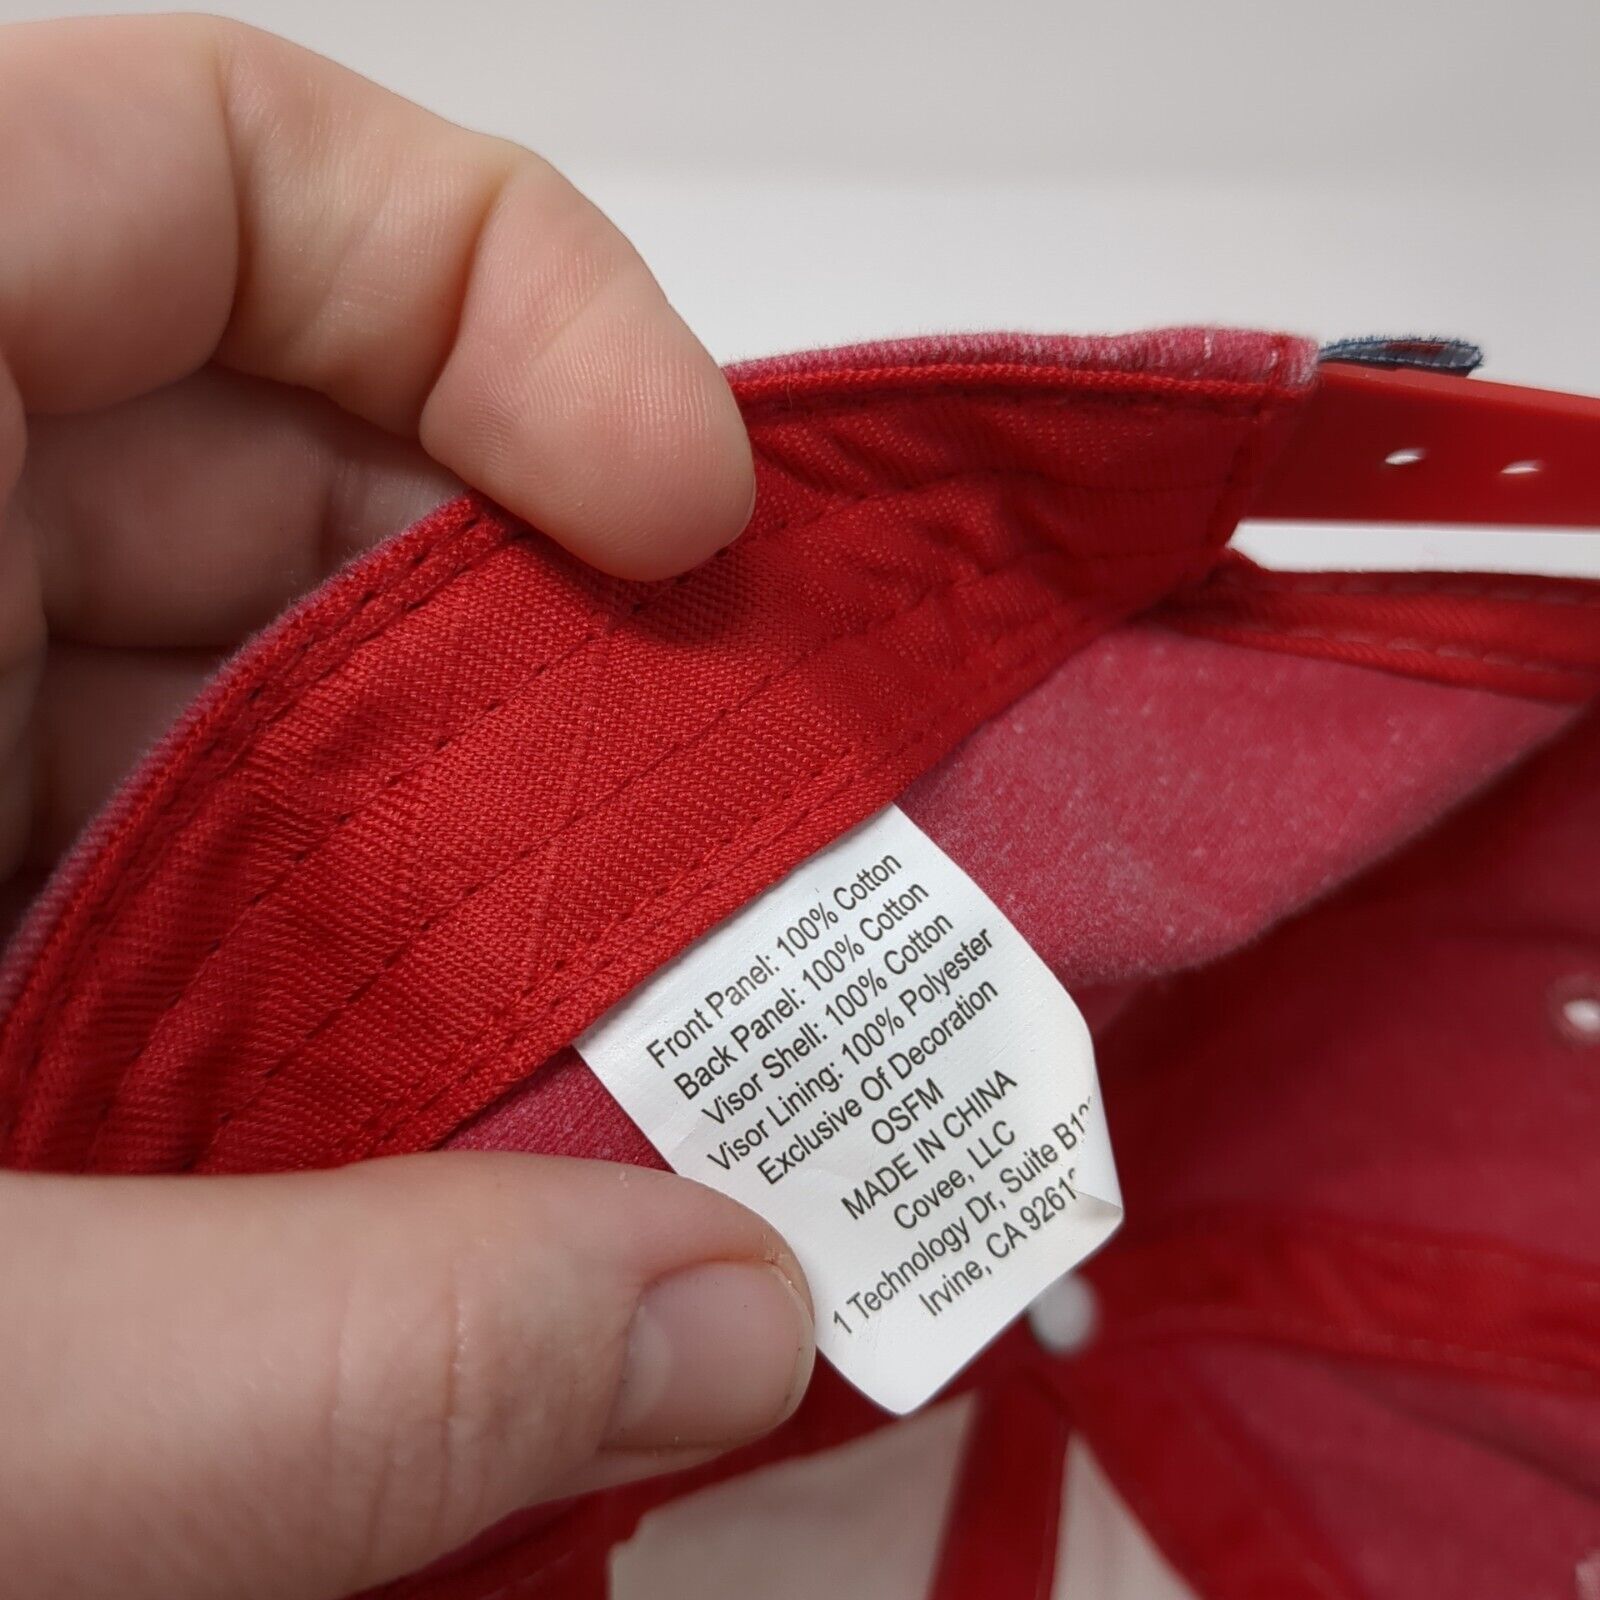 Front Panel: 100% Cotton
Back Panel: 100% Cotton
Visor Shell: 100% Cotton
Visor Lining: 100% Polyester
Exclusive Of Decoration
OSFM
MADE IN CHINA
Covee, LLC
1 Technology Dr, Suite
Irvine, CA